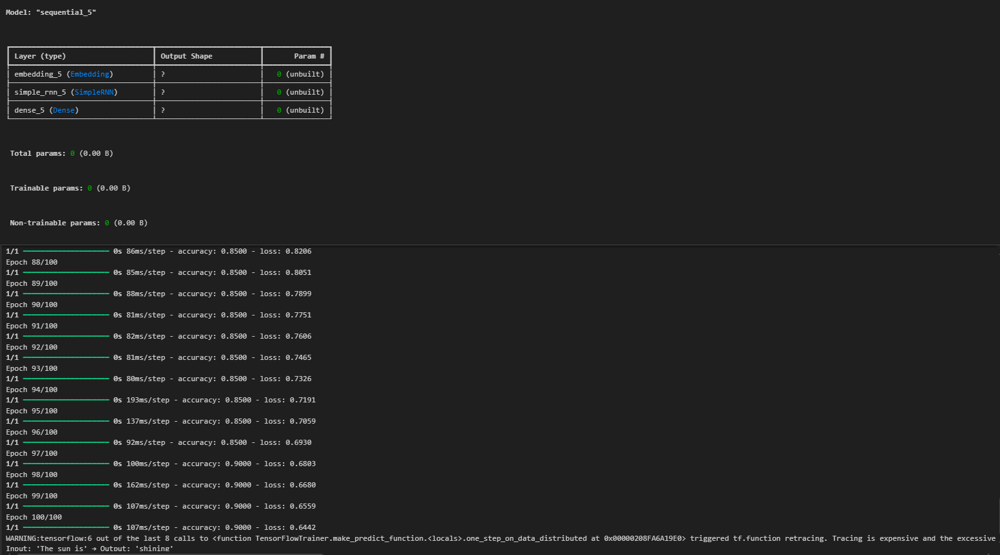 Model: "sequential_5"
Layer (type) Output Shape Param #
embedding_5 (Embedding) ? 0 (unbuilt)
simple_rnn_5 (SimpleRNN) ? 0 (unbuilt)
dense_5 (Dense) ? 0 (unbuilt)
Total params: 0 (0.00 B)
Trainable params: 0 (0.00 B)
Non-trainable params: 0 (0.00 B)
1/1 ━━━━━━━━━━━━━━━━━━━━ 0s 86ms/step - accuracy: 0.8500 - loss: 0.8206
Epoch 88/100
1/1 ━━━━━━━━━━━━━━━━━━━━ 0s 85ms/step - accuracy: 0.8500 - loss: 0.8051
Epoch 89/100
1/1 ━━━━━━━━━━━━━━━━━━━━ 0s 88ms/step - accuracy: 0.8500 - loss: 0.7899
Epoch 90/100
1/1 ━━━━━━━━━━━━━━━━━━━━ 0s 81ms/step - accuracy: 0.8500 - loss: 0.7751
Epoch 91/100
1/1 ━━━━━━━━━━━━━━━━━━━━ 0s 82ms/step - accuracy: 0.8500 - loss: 0.7606
Epoch 92/100
1/1 ━━━━━━━━━━━━━━━━━━━━ 0s 81ms/step - accuracy: 0.8500 - loss: 0.7465
Epoch 93/100
1/1 ━━━━━━━━━━━━━━━━━━━━ 0s 80ms/step - accuracy: 0.8500 - loss: 0.7326
Epoch 94/100
1/1 ━━━━━━━━━━━━━━━━━━━━ 0s 193ms/step - accuracy: 0.8500 - loss: 0.7191
Epoch 95/100
1/1 ━━━━━━━━━━━━━━━━━━━━ 0s 137ms/step - accuracy: 0.8500 - loss: 0.7059
Epoch 96/100
1/1 ━━━━━━━━━━━━━━━━━━━━ 0s 92ms/step - accuracy: 0.8500 - loss: 0.6930
Epoch 97/100
1/1 ━━━━━━━━━━━━━━━━━━━━ 0s 100ms/step - accuracy: 0.9000 - loss: 0.6803
Epoch 98/100
1/1 ━━━━━━━━━━━━━━━━━━━━ 0s 162ms/step - accuracy: 0.9000 - loss: 0.6680
Epoch 99/100
1/1 ━━━━━━━━━━━━━━━━━━━━ 0s 107ms/step - accuracy: 0.9000 - loss: 0.6559
Epoch 100/100
1/1 ━━━━━━━━━━━━━━━━━━━━ 0s 107ms/step - accuracy: 0.9000 - loss: 0.6442
WARNING:tensorflow:6 out of the last 8 calls to <function TensorFlowTrainer.make_predict_function.<locals>.one_step_on_data_distributed at 0x00000208FA6A19E0> triggered tf.function retracing. Tracing is expensive and the excessive
Input: 'The sun is' → Output: 'shining'